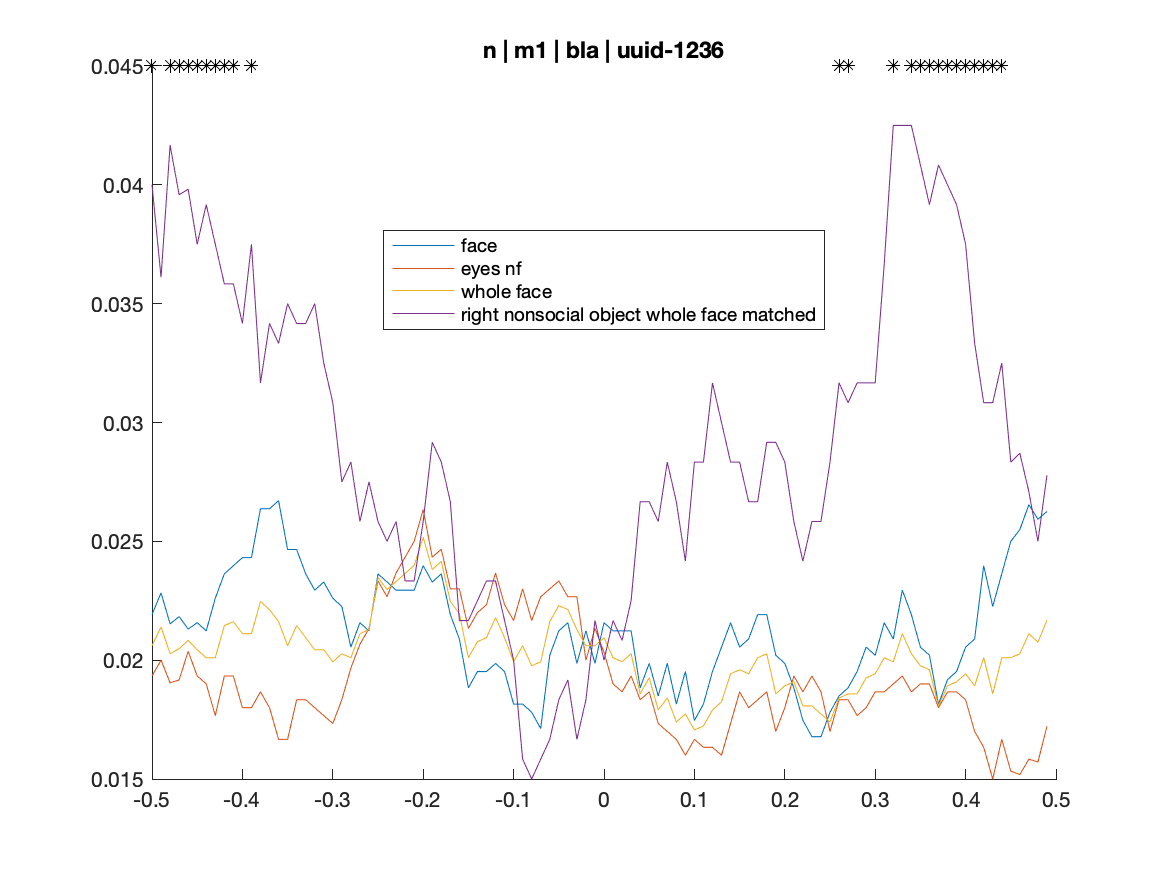 n | m1 | bla | uuid-1236
0.045
0.04
0.035
0.03
0.025
0.02
0.015
face
eyes nf
whole face
right nonsocial object whole face matched
-0.5 -0.4 -0.3 -0.2 -0.1 0 0.1 0.2 0.3 0.4 0.5